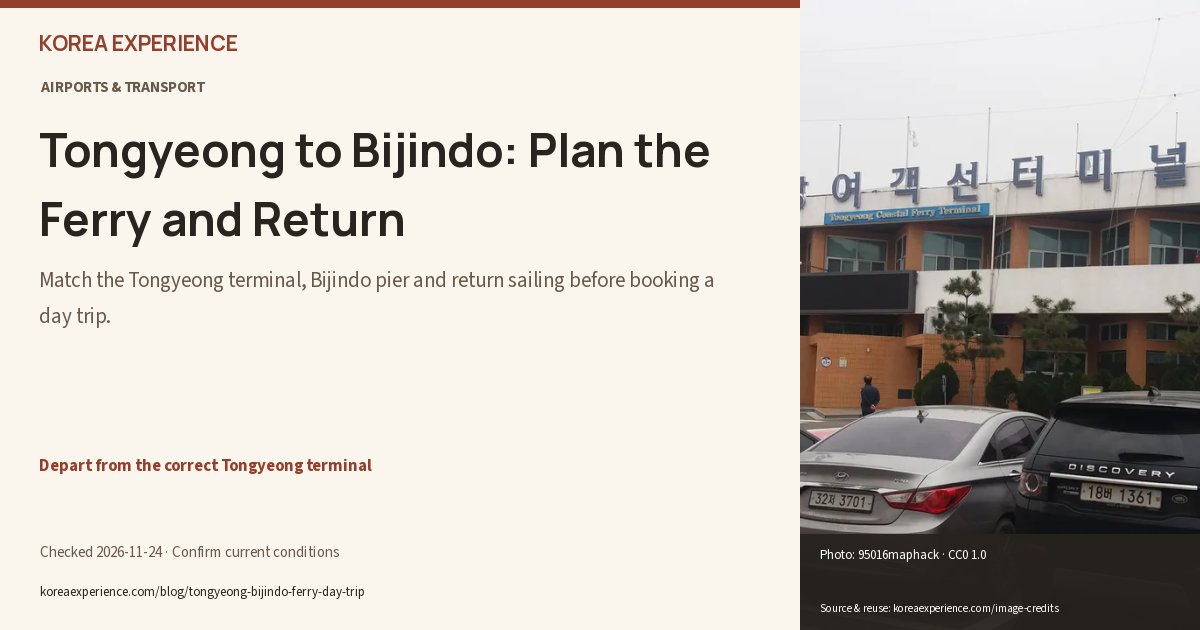 KOREA EXPERIENCE
AIRPORTS & TRANSPORT
Tongyeong to Bijindo: Plan the
Ferry and Return
Match the Tongyeong terminal, Bijindo pier and return sailing before booking a
day trip.
Depart from the correct Tongyeong terminal
Checked 2026-11-24 · Confirm current conditions
koreaexperience.com/blog/tongyeong-bijindo-ferry-day-trip
여객선터미널
Tongyeong Coastal Ferry Terminal
DISCOVERY
32저 3701
18버 1361
Photo: 95016maphack · CC0 1.0
Source & reuse: koreaexperience.com/image-credits